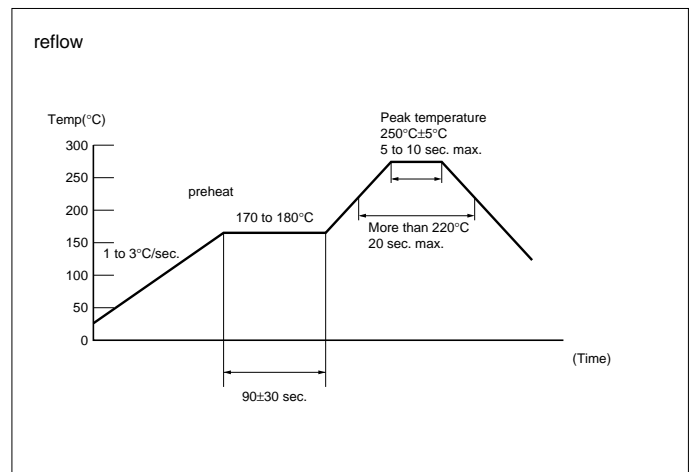 reflow
Temp(°C)
300
250
200
150
100
50
0
1 to 3°C/sec.
preheat
170 to 180°C
90±30 sec.
Peak temperature
250°C±5°C
5 to 10 sec. max.
More than 220°C
20 sec. max.
(Time)